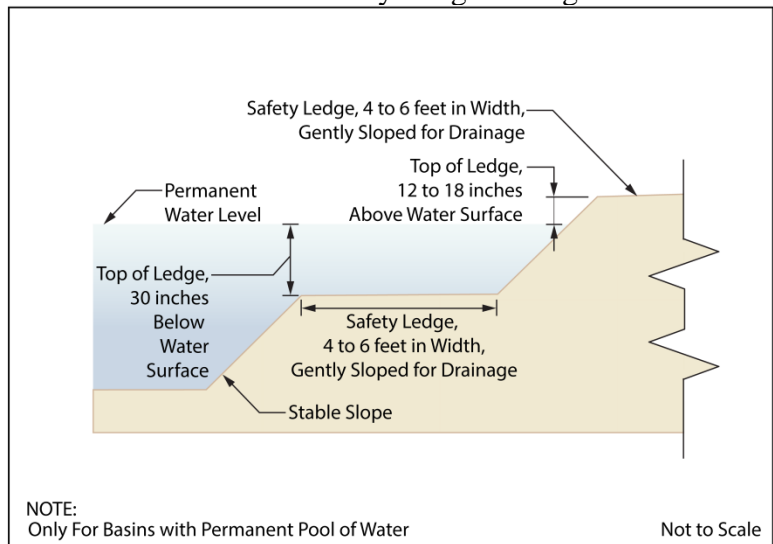 Safety Ledge, 4 to 6 feet in Width,
Gently Sloped for Drainage
Top of Ledge,
12 to 18 inches
Above Water Surface
Permanent
Water Level
Top of Ledge,
30 inches
Below
Water
Surface
Safety Ledge,
4 to 6 feet in Width,
Gently Sloped for Drainage
Stable Slope
NOTE:
Only For Basins with Permanent Pool of Water
Not to Scale